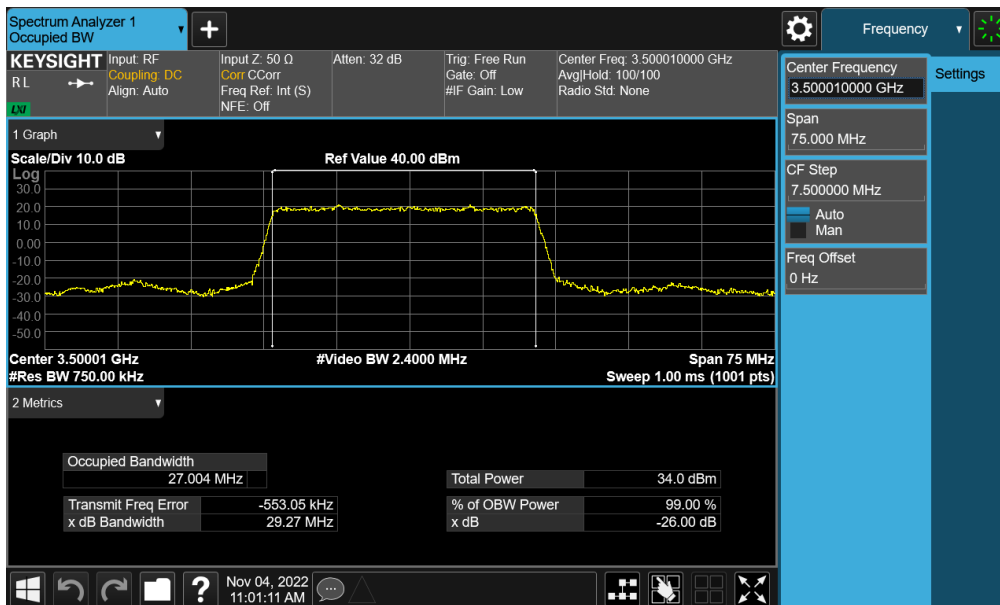 Spectrum Analyzer 1
Occupied BW
+
Frequency
KEYSIGHT
RL
LXI
Input: RF
Coupling: DC
Align: Auto
Input Z: 50 Ω
Corr CCorr
Freq Ref: Int (S)
NFE: Off
Atten: 32 dB
Trig: Free Run
Gate: Off
#IF Gain: Low
Center Freq: 3.500010000 GHz
Avg|Hold: 100/100
Radio Std: None
Center Frequency
3.500010000 GHz
Settings
Span
75.000 MHz
CF Step
7.500000 MHz
Auto
Man
Freq Offset
0 Hz
1 Graph
Scale/Div 10.0 dB
Ref Value 40.00 dBm
Log
30.0
20.0
10.0
0.00
-10.0
-20.0
-30.0
-40.0
-50.0
Center 3.50001 GHz
#Video BW 2.4000 MHz
Span 75 MHz
#Res BW 750.00 kHz
Sweep 1.00 ms (1001 pts)
2 Metrics
Occupied Bandwidth
27.004 MHz
Total Power
34.0 dBm
Transmit Freq Error
-553.05 kHz
% of OBW Power
99.00 %
x dB Bandwidth
29.27 MHz
x dB
-26.00 dB
?
Nov 04, 2022
11:01:11 AM